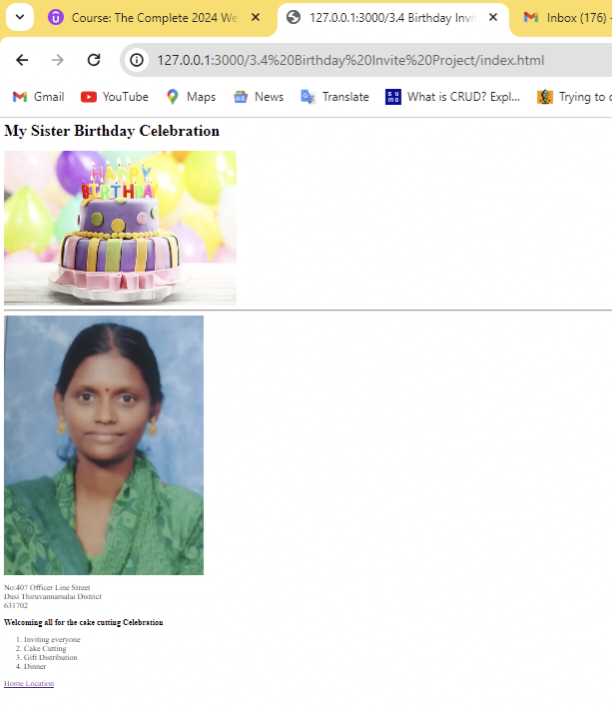 Course: The Complete 2024 We
127.0.0.1:3000/3.4 Birthday Invi
Inbox (176)
127.0.0.1:3000/3.4%20Birthday%20Invite%20Project/index.html
Gmail
YouTube
Maps
News
Translate
What is CRUD? Expl...
Trying to
My Sister Birthday Celebration
HAPPY
BIRTHDAY
No:407 Officer Line Street
Dusi Thiruvannamalai District
631702
Welcoming all for the cake cutting Celebration
1. Inviting everyone
2. Cake Cutting
3. Gift Distribution
4. Dinner
Home Location